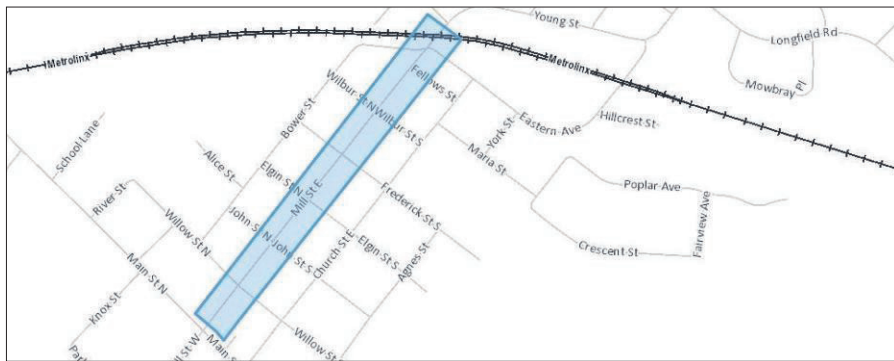 Young St
Longfield Rd
Metrolinx
Metrolinx
Mowbray Pl
Fellows St
Wilbur St N
Wilbur St S
Bower St
School Lane
York St
Eastern Ave
Hillcrest St
Alice St
Maria St
Elgin St N
Mill St E
Frederick St S
Poplar Ave
River St
Willow St N
John St N
John St S
Church St E
Elgin St S
Agnes St
Crescent St
Fairview Ave
Main St N
Knox St
Willow St
Main